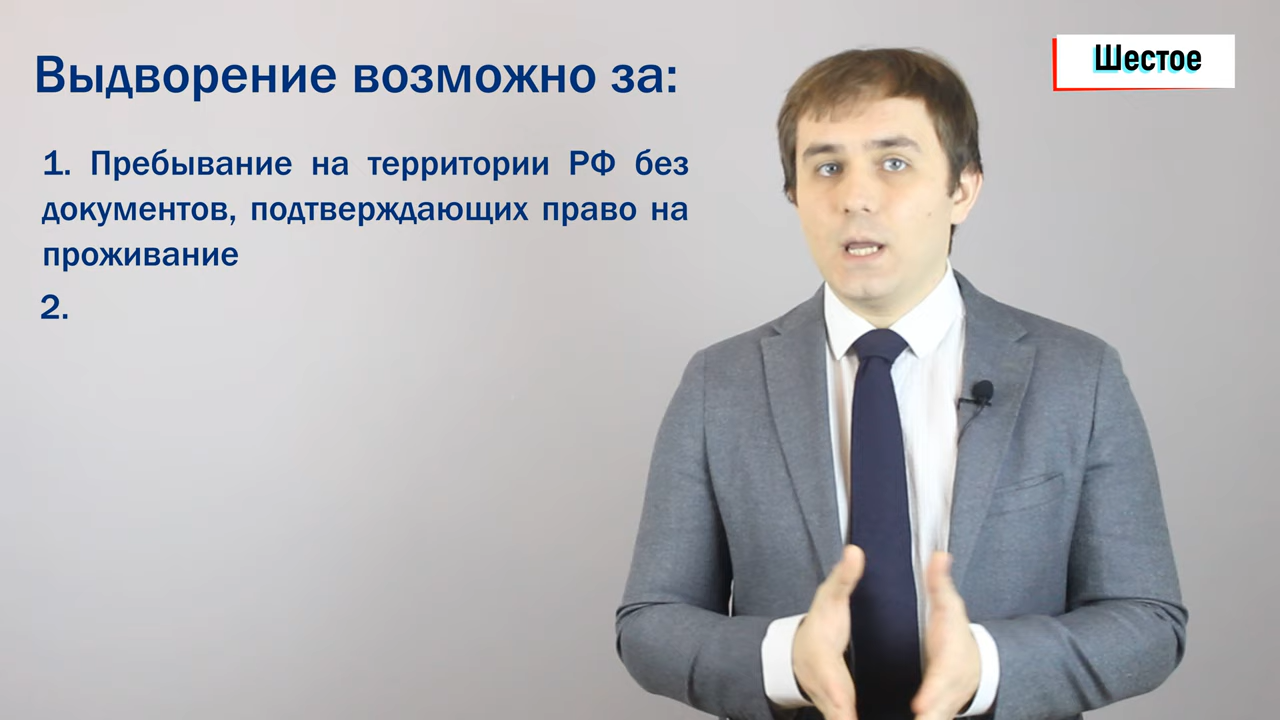 Выдворение возможно за:
Шестое
1. Пребывание на территории РФ без
документов, подтверждающих право на
проживание
2.